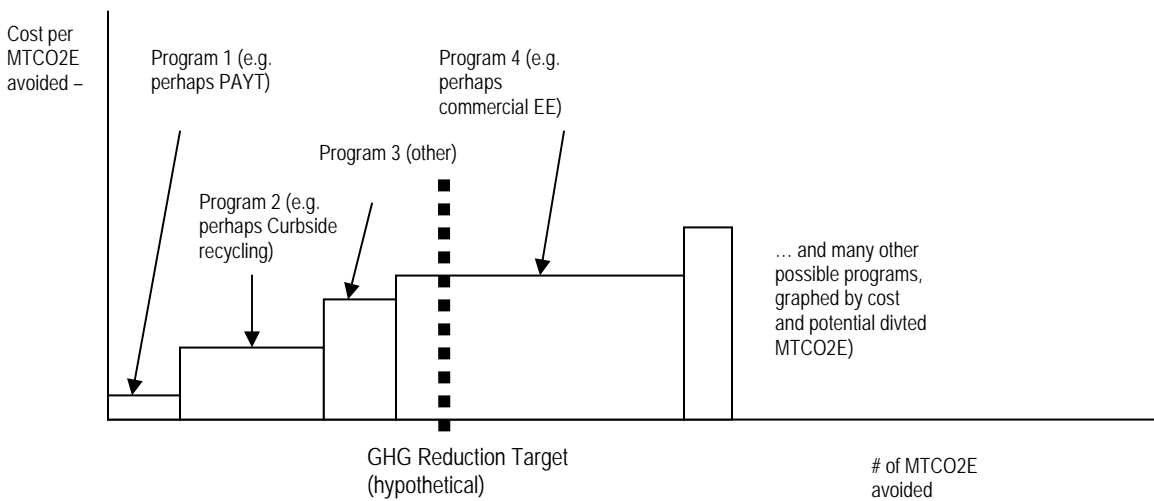 Cost per
MTCO2E
avoided –
Program 1 (e.g.
perhaps PAYT)
Program 4 (e.g.
perhaps
commercial EE)
Program 3 (other)
Program 2 (e.g.
perhaps Curbside
recycling)
… and many other
possible programs,
graphed by cost
and potential divted
MTCO2E)
GHG Reduction Target
(hypothetical)
# of MTCO2E
avoided